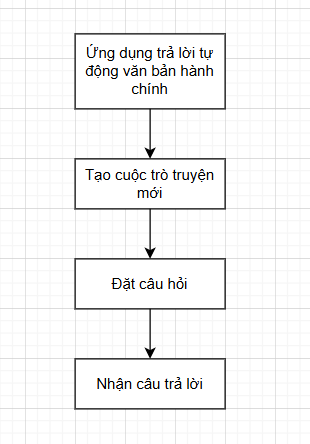 Ứng dụng trả lời tự
động văn bản hành
chính
Tạo cuộc trò truyện
mới
Đặt câu hỏi
Nhận câu trả lời